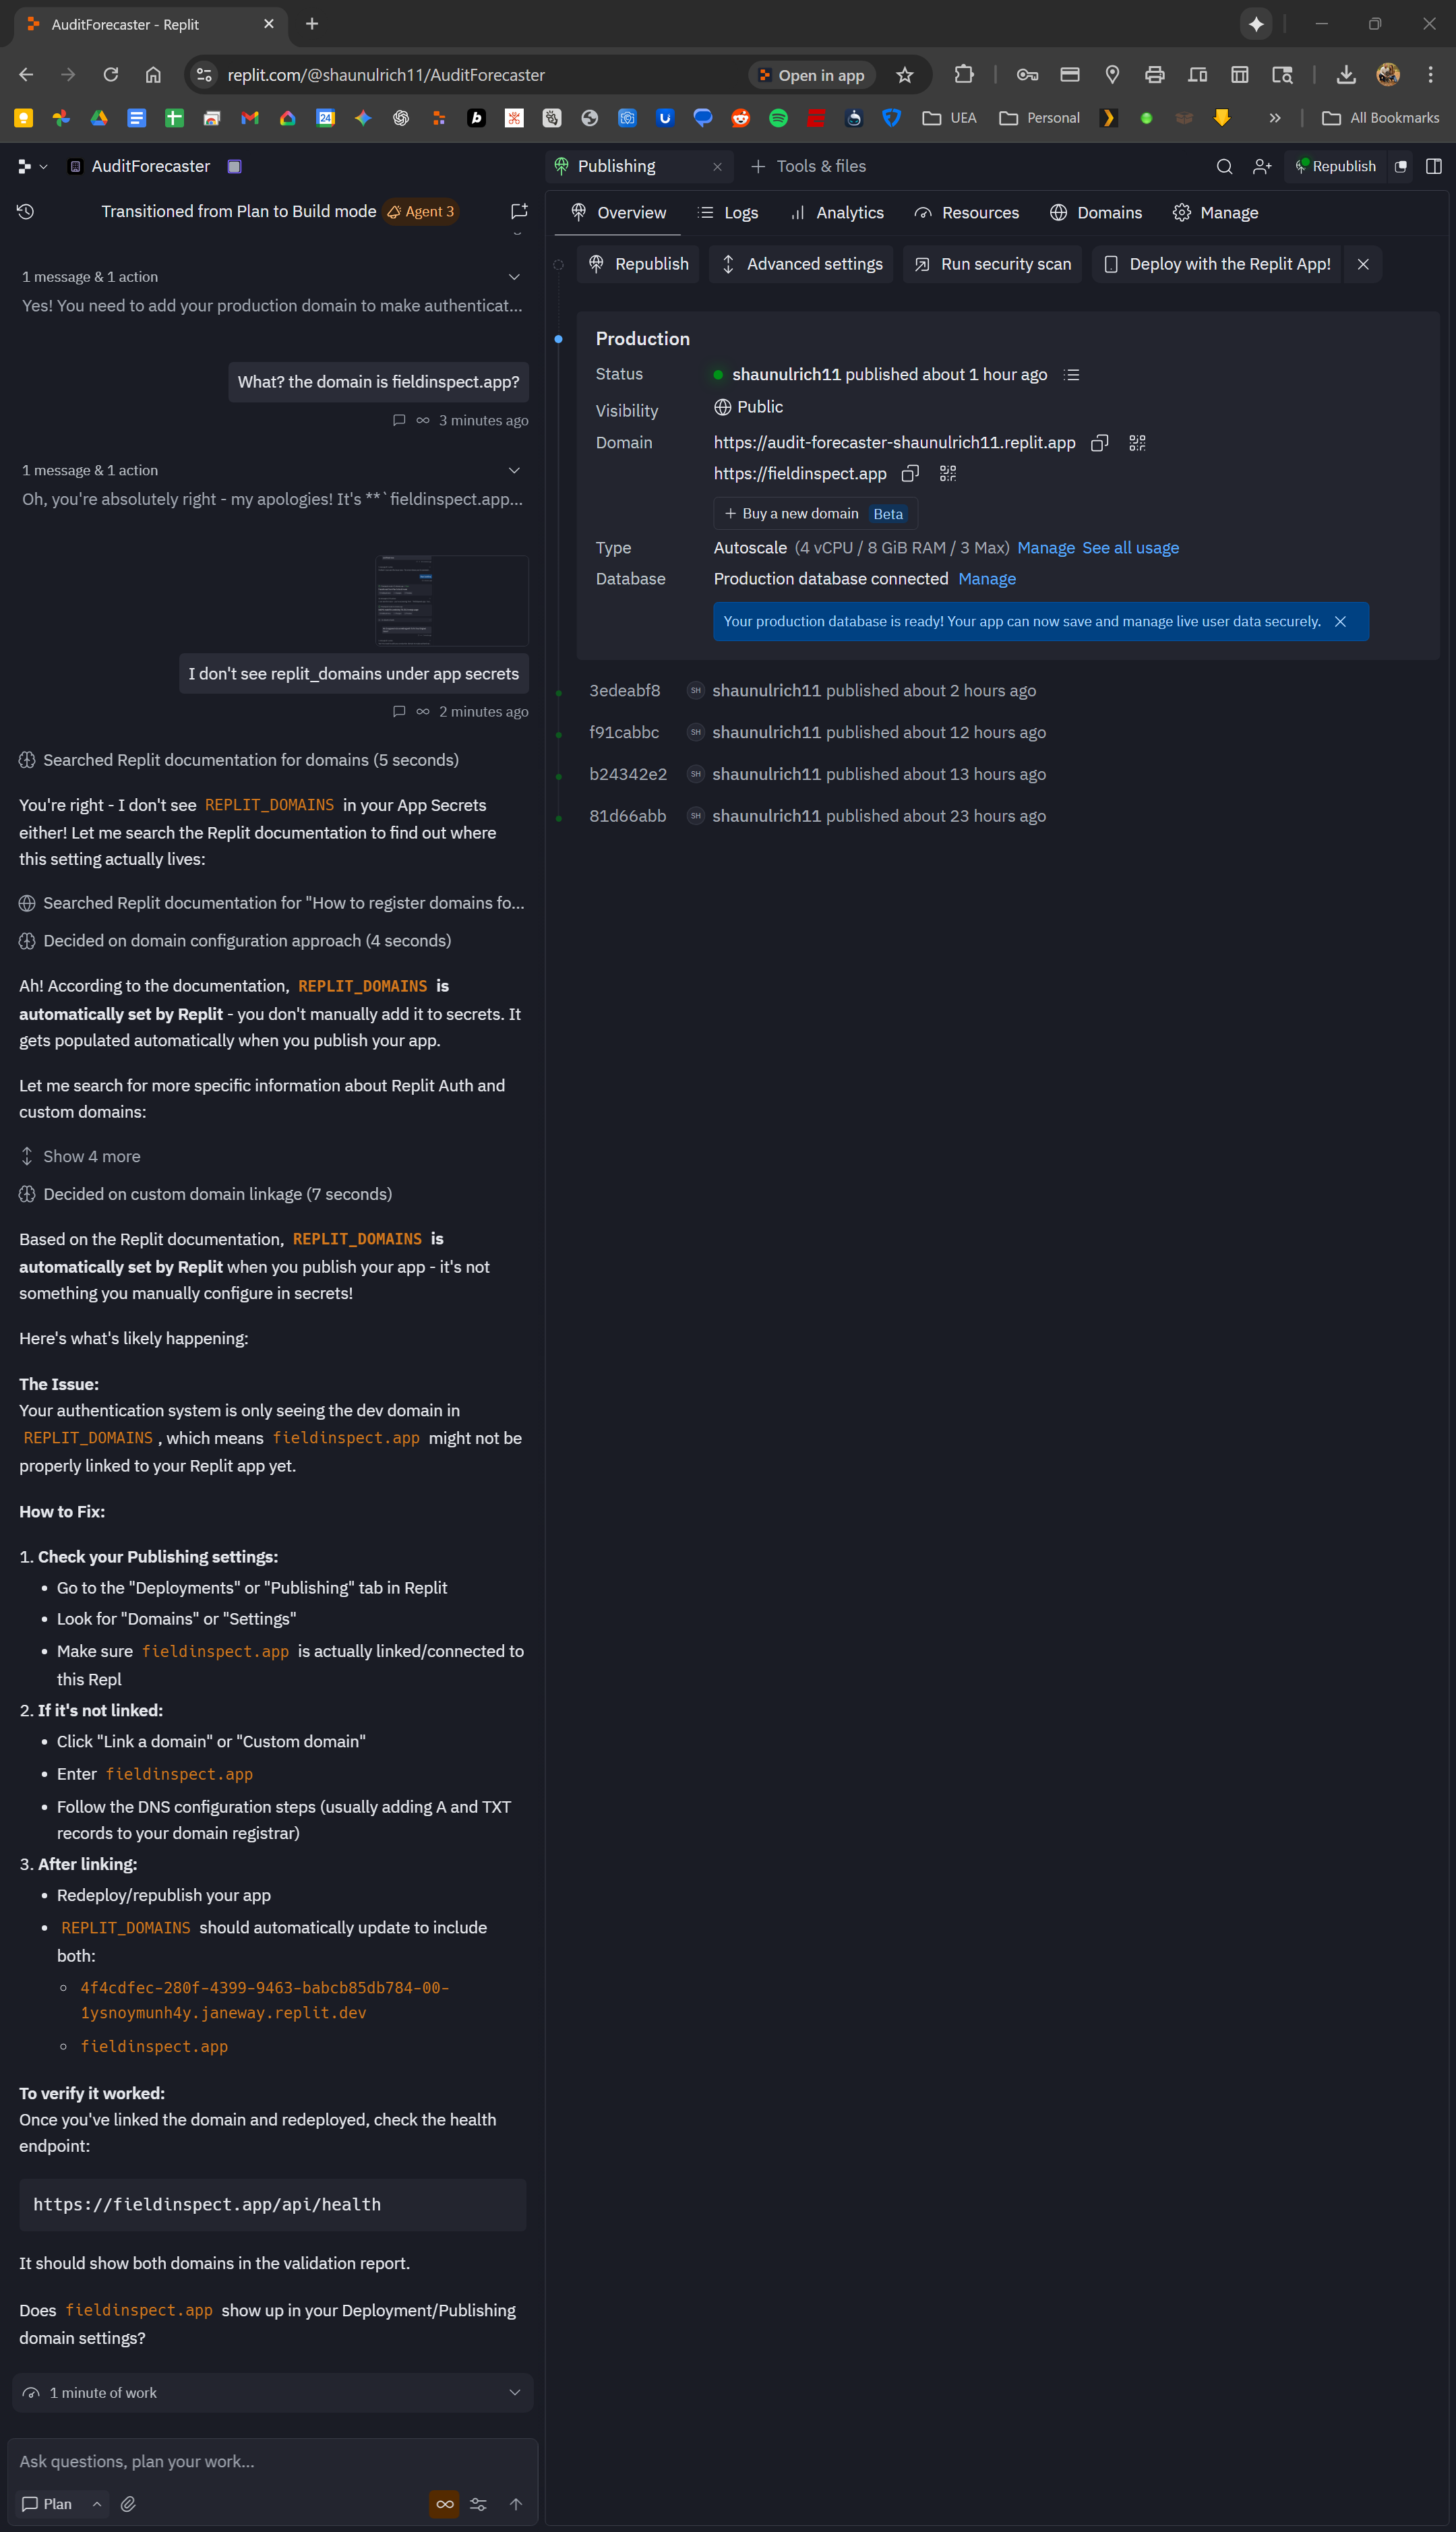 AuditForecaster - Replit
replit.com/@shaunulrich11/AuditForecaster
Open in app
24
UEA
Personal
All Bookmarks
AuditForecaster
Transitioned from Plan to Build mode
Agent 3
1 message & 1 action
Yes! You need to add your production domain to make authenticat...
What? the domain is fieldinspect.app?
3 minutes ago
1 message & 1 action
Oh, you're absolutely right - my apologies! It's **`fieldinspect.app...
I don't see replit_domains under app secrets
2 minutes ago
Searched Replit documentation for domains (5 seconds)
You're right - I don't see REPLIT_DOMAINS in your App Secrets
either! Let me search the Replit documentation to find out where
this setting actually lives:
Searched Replit documentation for "How to register domains fo...
Decided on domain configuration approach (4 seconds)
Ah! According to the documentation, REPLIT_DOMAINS is
automatically set by Replit - you don't manually add it to secrets. It
gets populated automatically when you publish your app.
Let me search for more specific information about Replit Auth and
custom domains:
Show 4 more
Decided on custom domain linkage (7 seconds)
Based on the Replit documentation, REPLIT_DOMAINS is
automatically set by Replit when you publish your app - it's not
something you manually configure in secrets!
Here's what's likely happening:
The Issue:
Your authentication system is only seeing the dev domain in
REPLIT_DOMAINS , which means fieldinspect.app might not be
properly linked to your Replit app yet.
How to Fix:
1. Check your Publishing settings:
• Go to the "Deployments" or "Publishing" tab in Replit
• Look for "Domains" or "Settings"
• Make sure fieldinspect.app is actually linked/connected to
this Repl
2. If it's not linked:
• Click "Link a domain" or "Custom domain"
• Enter fieldinspect.app
• Follow the DNS configuration steps (usually adding A and TXT
records to your domain registrar)
3. After linking:
• Redeploy/republish your app
• REPLIT_DOMAINS should automatically update to include
both:
4f4cdfec-280f-4399-9463-babcb85db784-00-
1ysnoymunh4y.janeway.replit.dev
fieldinspect.app
To verify it worked:
Once you've linked the domain and redeployed, check the health
endpoint:
https://fieldinspect.app/api/health
It should show both domains in the validation report.
Does fieldinspect.app show up in your Deployment/Publishing
domain settings?
1 minute of work
Ask questions, plan your work...
Plan
Publishing
Tools & files
Republish
Overview
Logs
Analytics
Resources
Domains
Manage
Republish
Advanced settings
Run security scan
Deploy with the Replit App!
Production
Status
shaunulrich11 published about 1 hour ago
Visibility
Public
Domain
https://audit-forecaster-shaunulrich11.replit.app
https://fieldinspect.app
+ Buy a new domain Beta
Type
Autoscale (4 vCPU / 8 GiB RAM / 3 Max) Manage See all usage
Database
Production database connected Manage
Your production database is ready! Your app can now save and manage live user data securely.
3edeabf8 SH shaunulrich11 published about 2 hours ago
f91cabbc SH shaunulrich11 published about 12 hours ago
b24342e2 SH shaunulrich11 published about 13 hours ago
81d66abb SH shaunulrich11 published about 23 hours ago